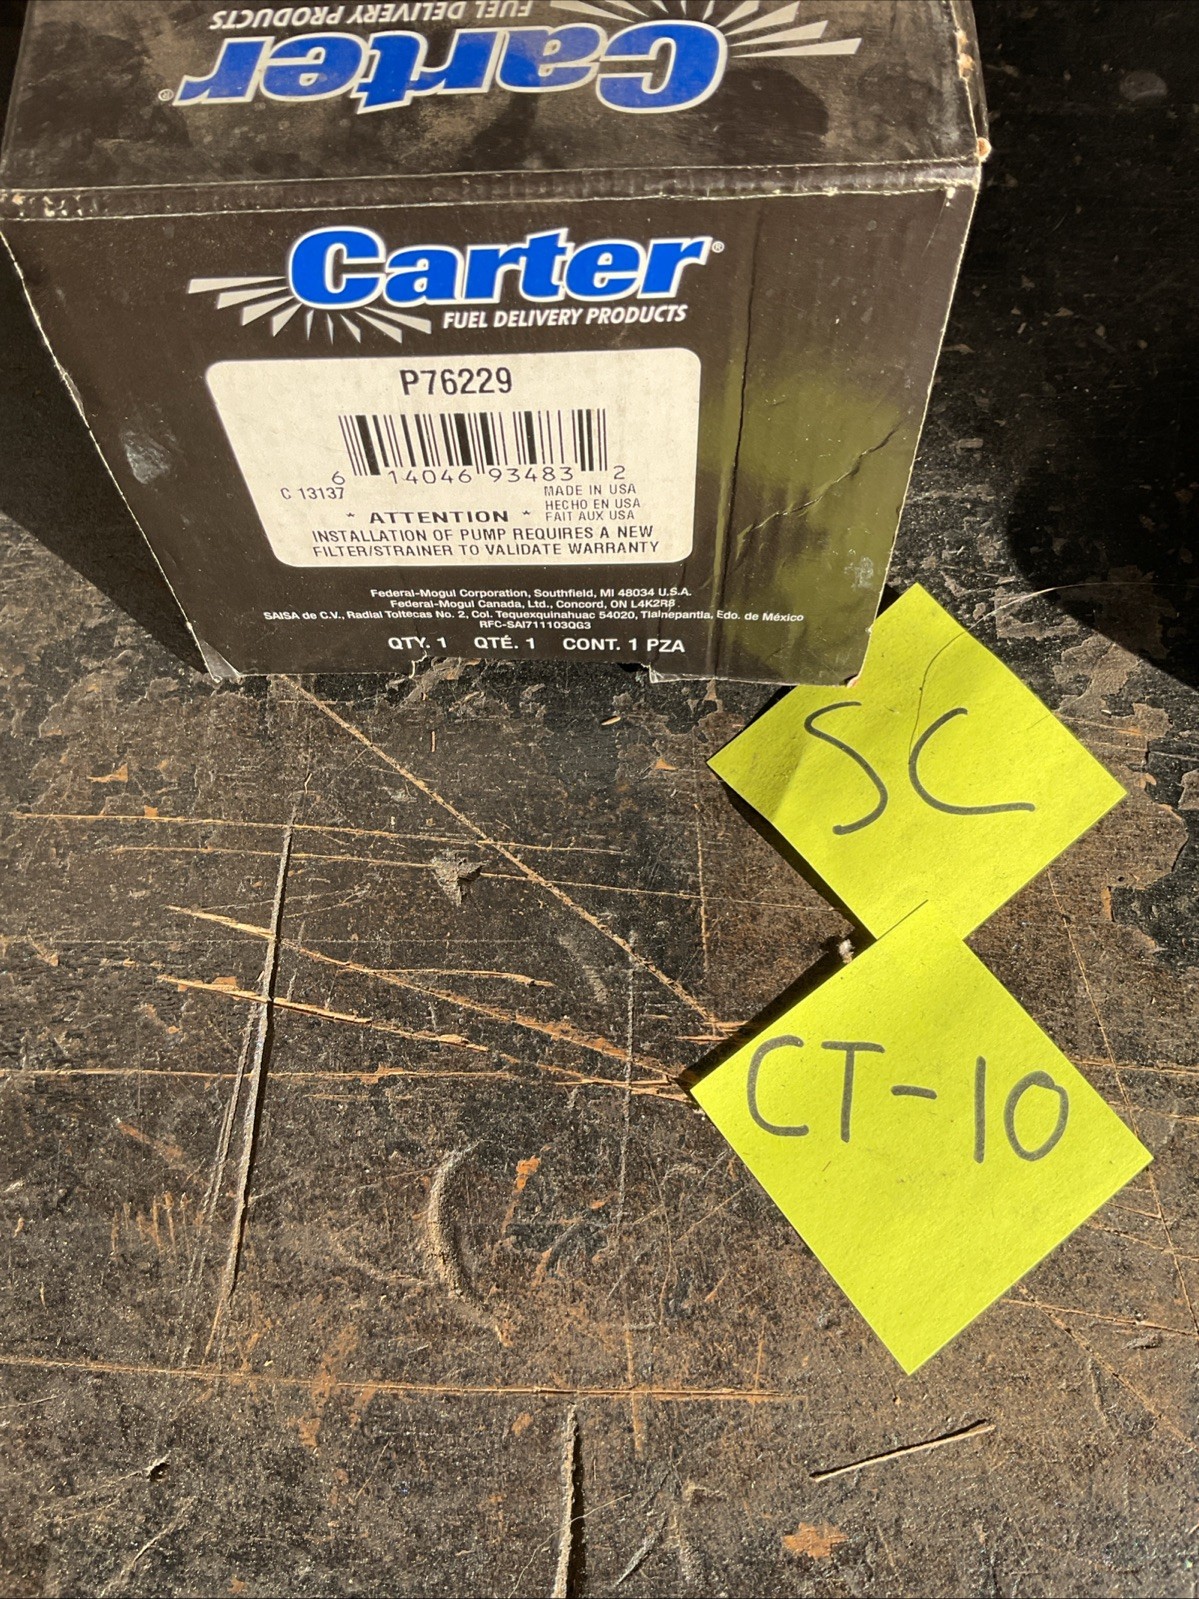 FUEL DELIVERY PRODUCTS
Carter®
Carter®
FUEL DELIVERY PRODUCTS
P76229
6 14046 93483 2
C 13137
MADE IN USA
HECHO EN USA
* ATTENTION * FAIT AUX USA
INSTALLATION OF PUMP REQUIRES A NEW
FILTER/STRAINER TO VALIDATE WARRANTY
Federal-Mogul Corporation, Southfield, MI 48034 U.S.A.
Federal-Mogul Canada, Ltd., Concord, ON L4K2R8
SAISA de C.V., Radial Toltecas No. 2, Col. Tequexquinahuac 54020, Tlalnepantla, Edo. de México
RFC-SAI711103QG3
QTY. 1 QTÉ. 1 CONT. 1 PZA
SC
CT-10